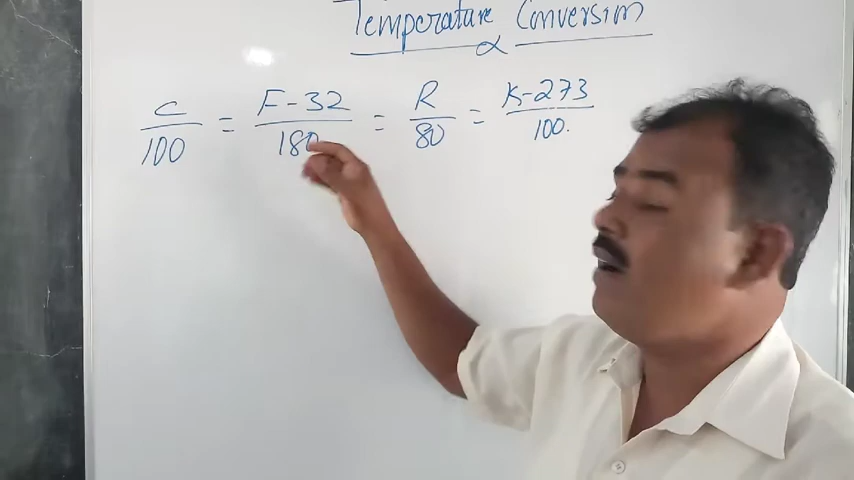 Temperature Conversion
C/100 = F-32/180 = R/80 = K-273/100.